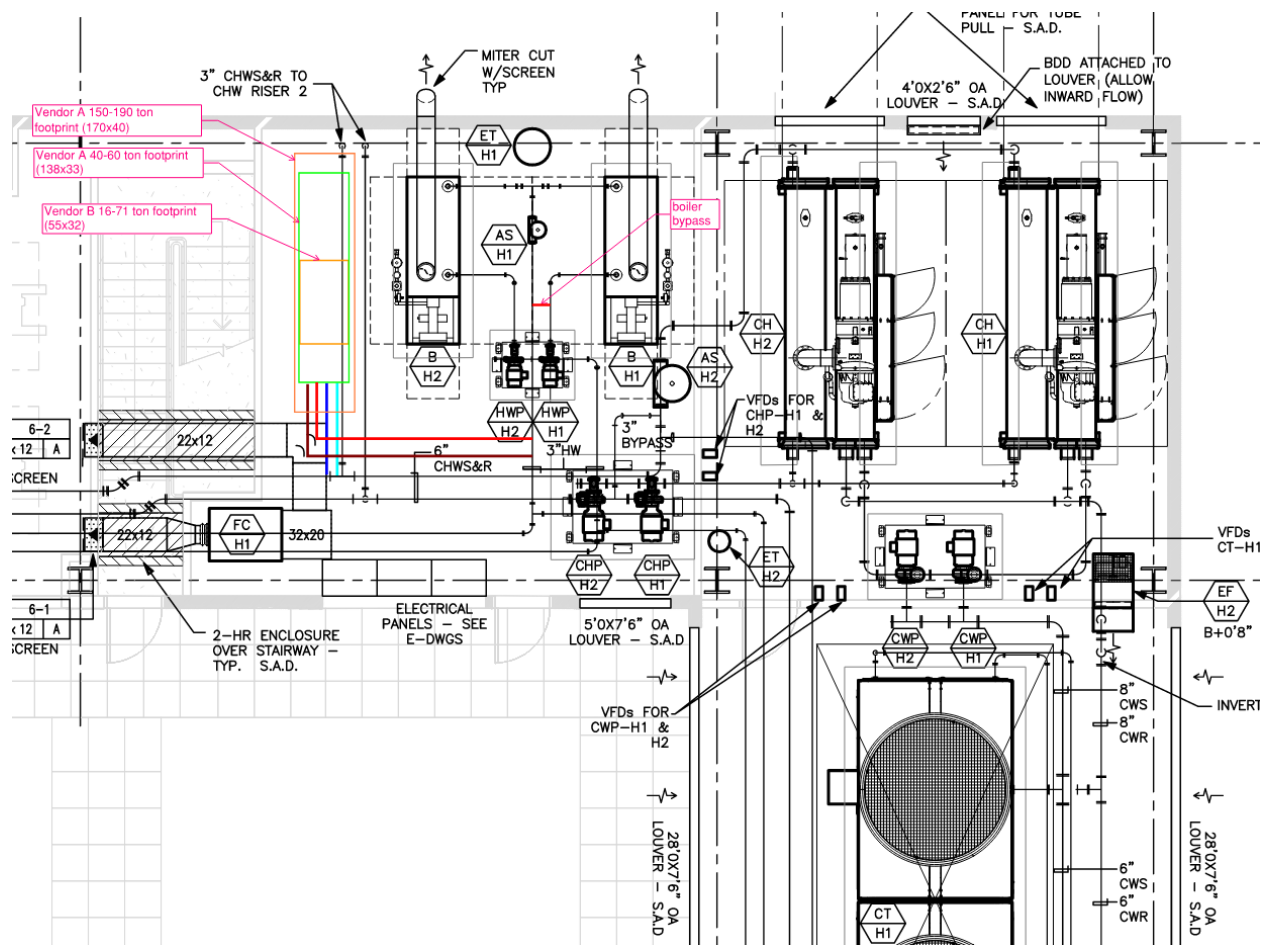 PANEL FOR TUBE
PULL – S.A.D.
MITER CUT
W/SCREEN
TYP
3" CHWS&R TO
CHW RISER 2
BDD ATTACHED TO
LOUVER (ALLOW
INWARD FLOW)
4'0X2'6" OA
LOUVER – S.A.D.
Vendor A 150-190 ton
footprint (170x40)
Vendor A 40-60 ton footprint
(138x33)
Vendor B 16-71 ton footprint
(55x32)
boiler
bypass
ET
H1
AS
H1
CH
H2
CH
H1
B
H2
B
H1
AS
H2
HWP
H2
HWP
H1
VFDs FOR
CHP–H1 &
H2
3"
BYPASS
3"HW
6"
CHWS&R
6–2
x 12
A
SCREEN
22x12
22x12
FC
H1
32x20
CHP
H2
CHP
H1
ET
H2
VFDs
CT–H1
EF
H2
B+0'8"
6–1
x 12
A
SCREEN
2–HR ENCLOSURE
OVER STAIRWAY –
TYP. S.A.D.
ELECTRICAL
PANELS – SEE
E–DWGS
5'0X7'6" OA
LOUVER – S.A.D
CWP
H2
CWP
H1
VFDs FOR
CWP–H1 &
H2
8"
CWS
8"
CWR
INVERT
28'0X7'6" OA
LOUVER – S.A.D
28'0X7'6" OA
LOUVER – S.A.D
6"
CWS
6"
CWR
CT
H1